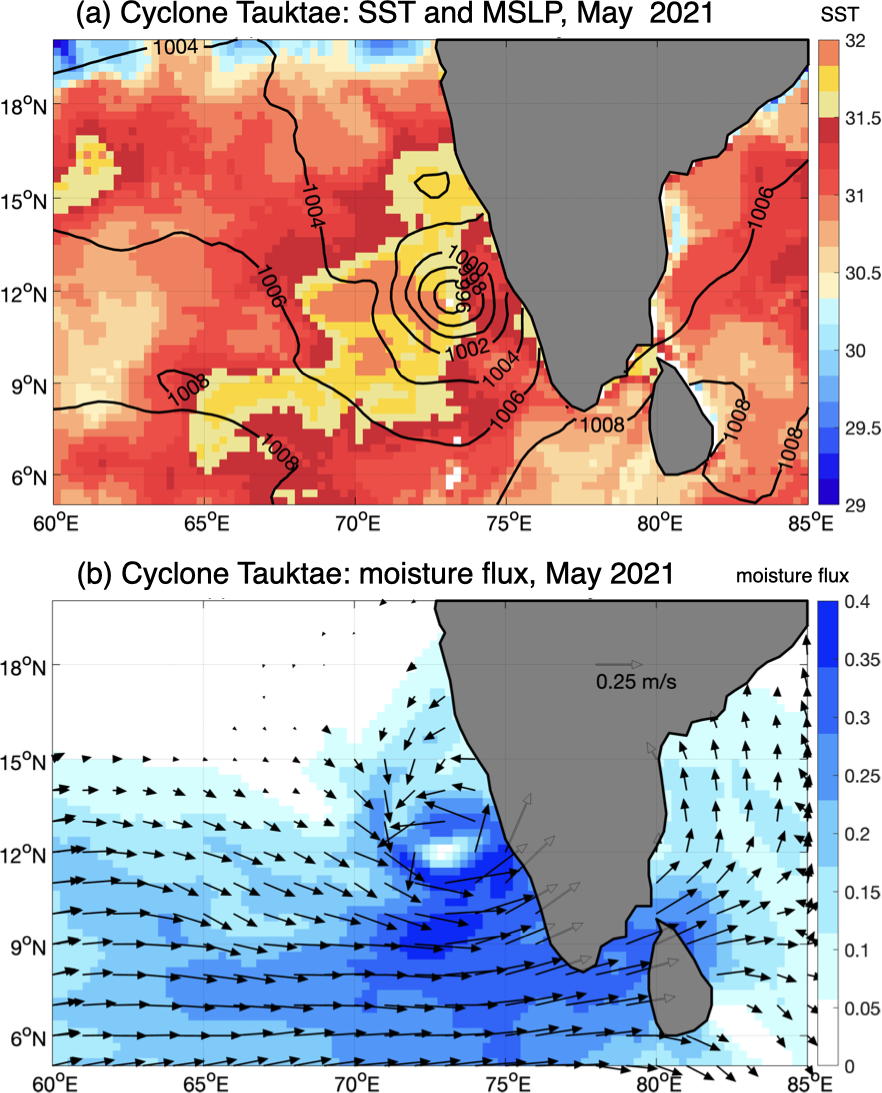 (a) Cyclone Tauktae: SST and MSLP, May 2021
SST
1004
18°N
15°N
12°N
9°N
6°N
1004
1006
1008
1008
1000
998
996
1002
1004
1006
1008
1006
1008
1008
32
31.5
31
30.5
30
29.5
29
60°E
65°E
70°E
75°E
80°E
85°E
(b) Cyclone Tauktae: moisture flux, May 2021
moisture flux
18°N
15°N
12°N
9°N
6°N
0.25 m/s
0.4
0.35
0.3
0.25
0.2
0.15
0.1
0.05
0
60°E
65°E
70°E
75°E
80°E
85°E